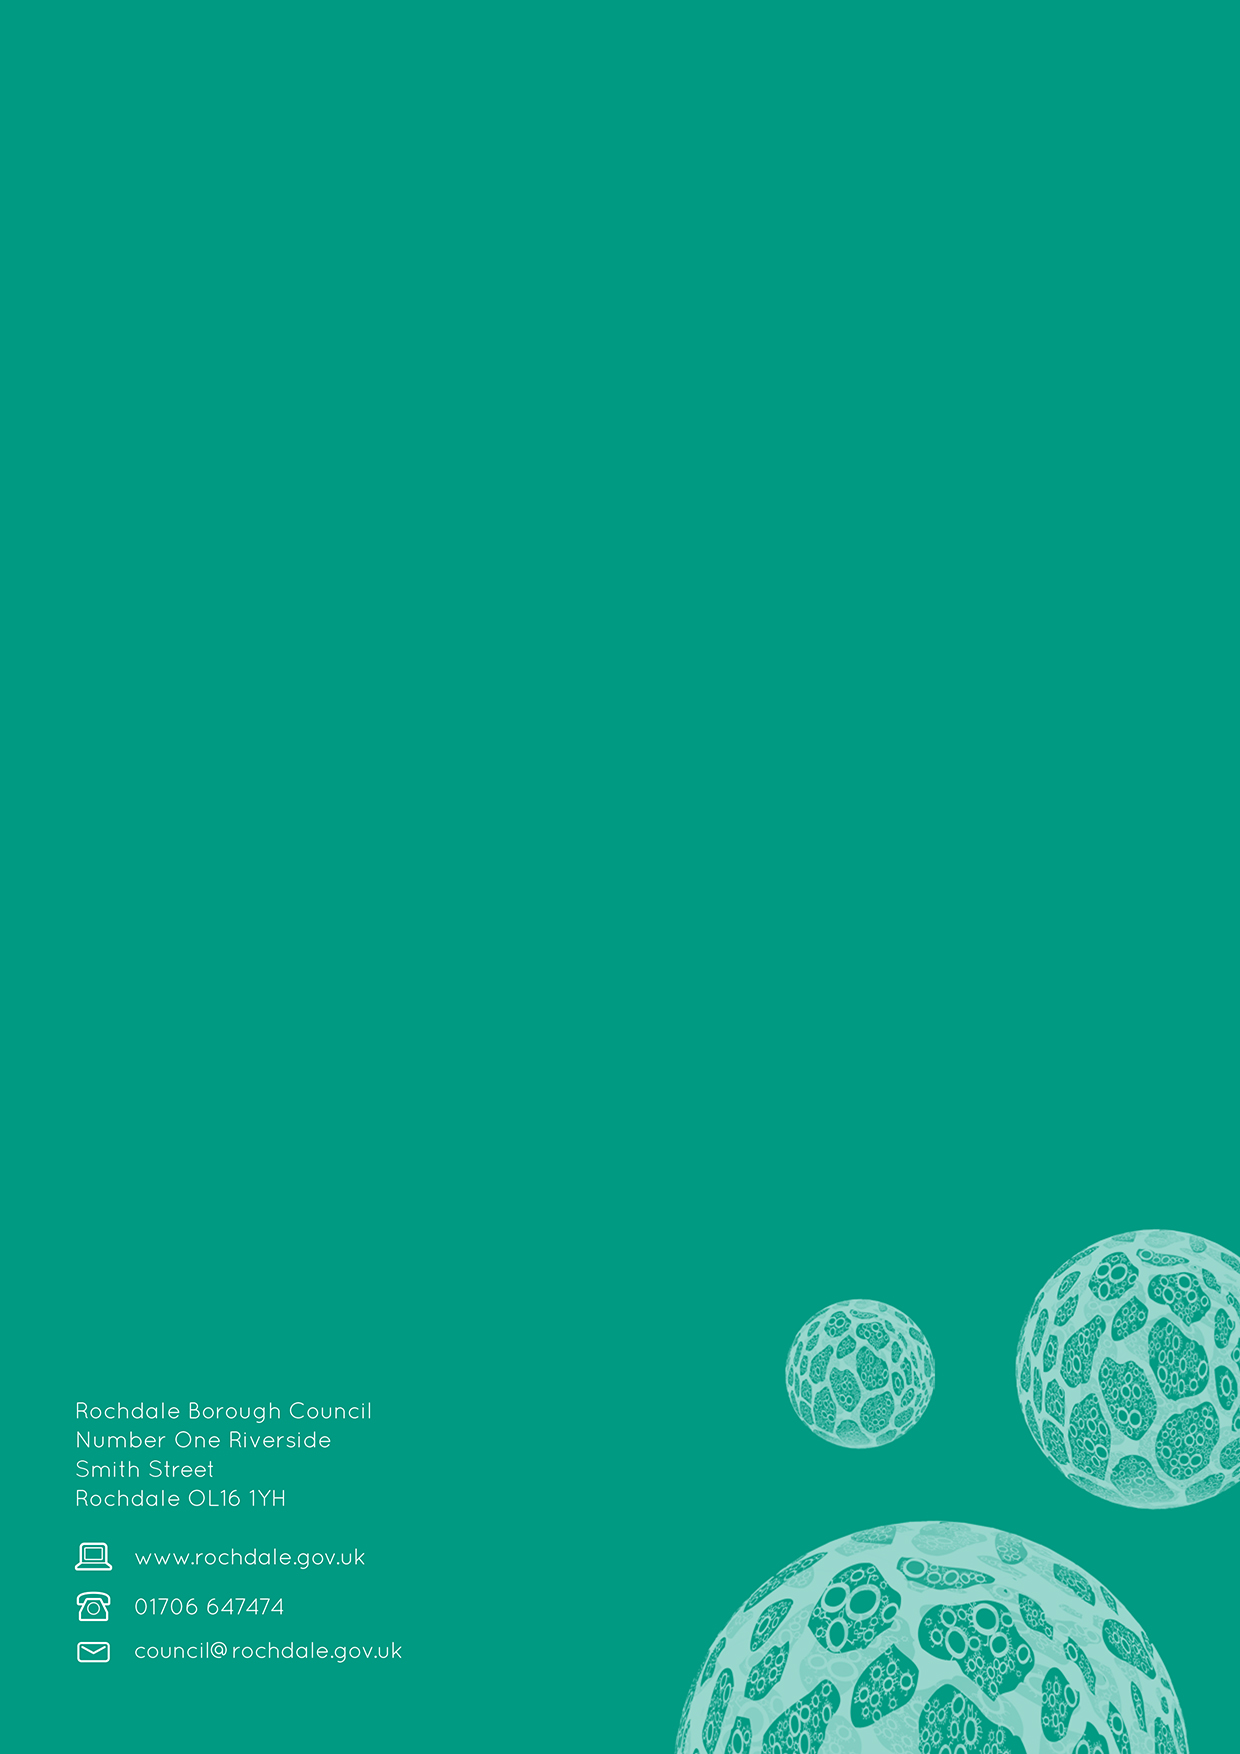 Rochdale Borough Council
Number One Riverside
Smith Street
Rochdale OL16 1YH
www.rochdale.gov.uk
01706 647474
council@rochdale.gov.uk